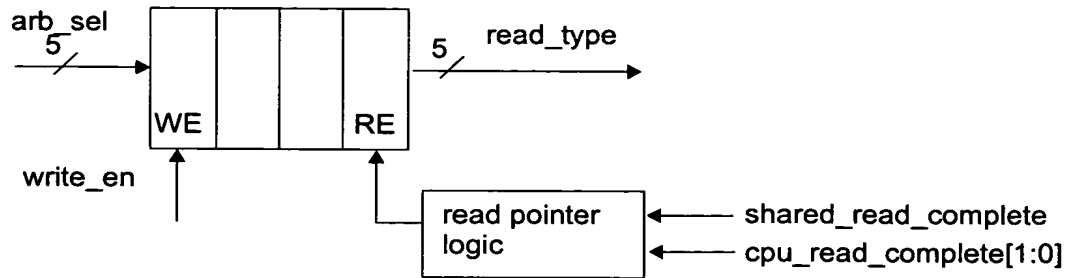 arb_sel
5
5
read_type
WE
RE
write_en
read pointer
logic
shared_read_complete
cpu_read_complete[1:0]